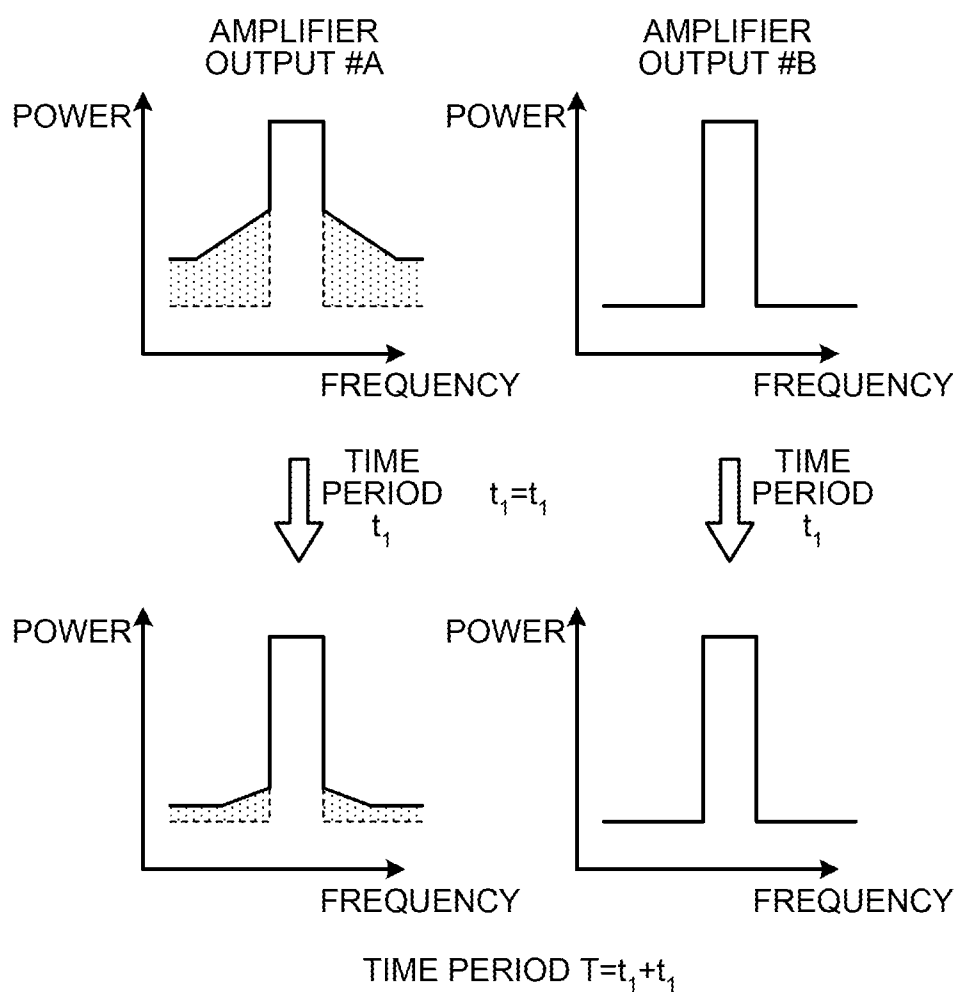 AMPLIFIER
OUTPUT #A
AMPLIFIER
OUTPUT #B
POWER
POWER
FREQUENCY
FREQUENCY
TIME
PERIOD
t₁
t₁=t₁
TIME
PERIOD
t₁
POWER
POWER
FREQUENCY
FREQUENCY
TIME PERIOD T=t₁+t₁